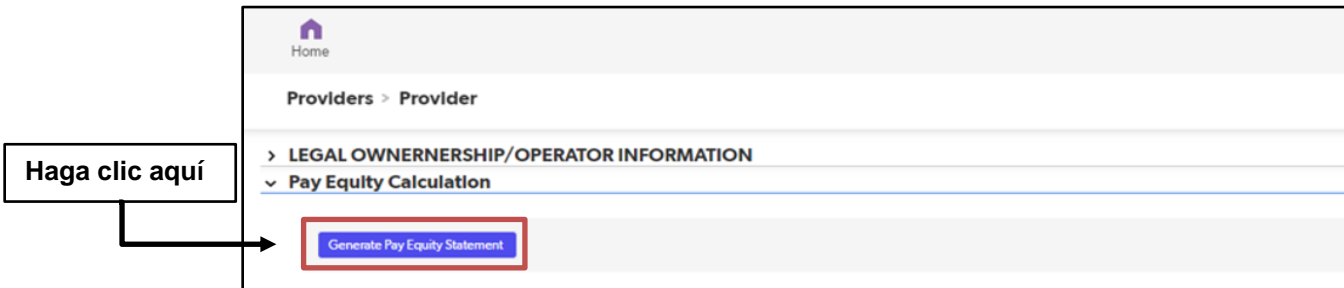 Home
Providers > Provider
> LEGAL OWNERNERSHIP/OPERATOR INFORMATION
Pay Equity Calculation
Haga clic aquí
Generate Pay Equity Statement